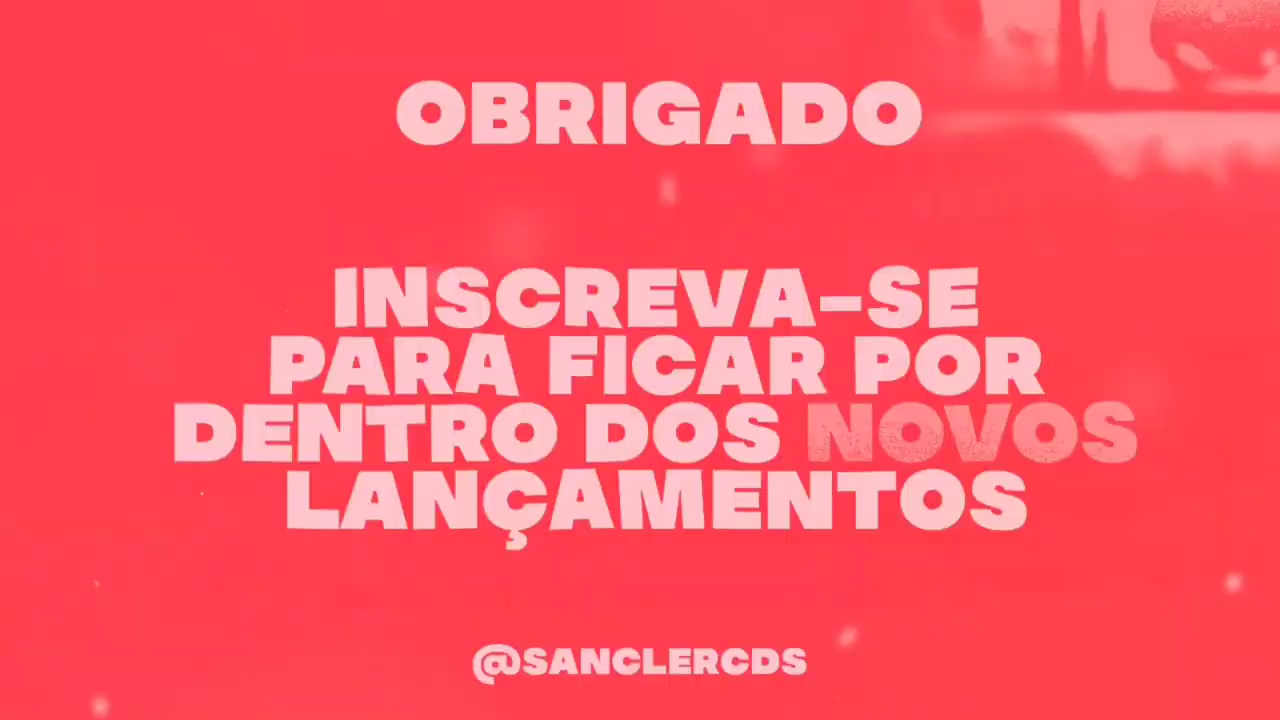 OBRIGADO
INSCREVA-SE
PARA FICAR POR
DENTRO DOS NOVOS
LANÇAMENTOS
@SANCLERCDS